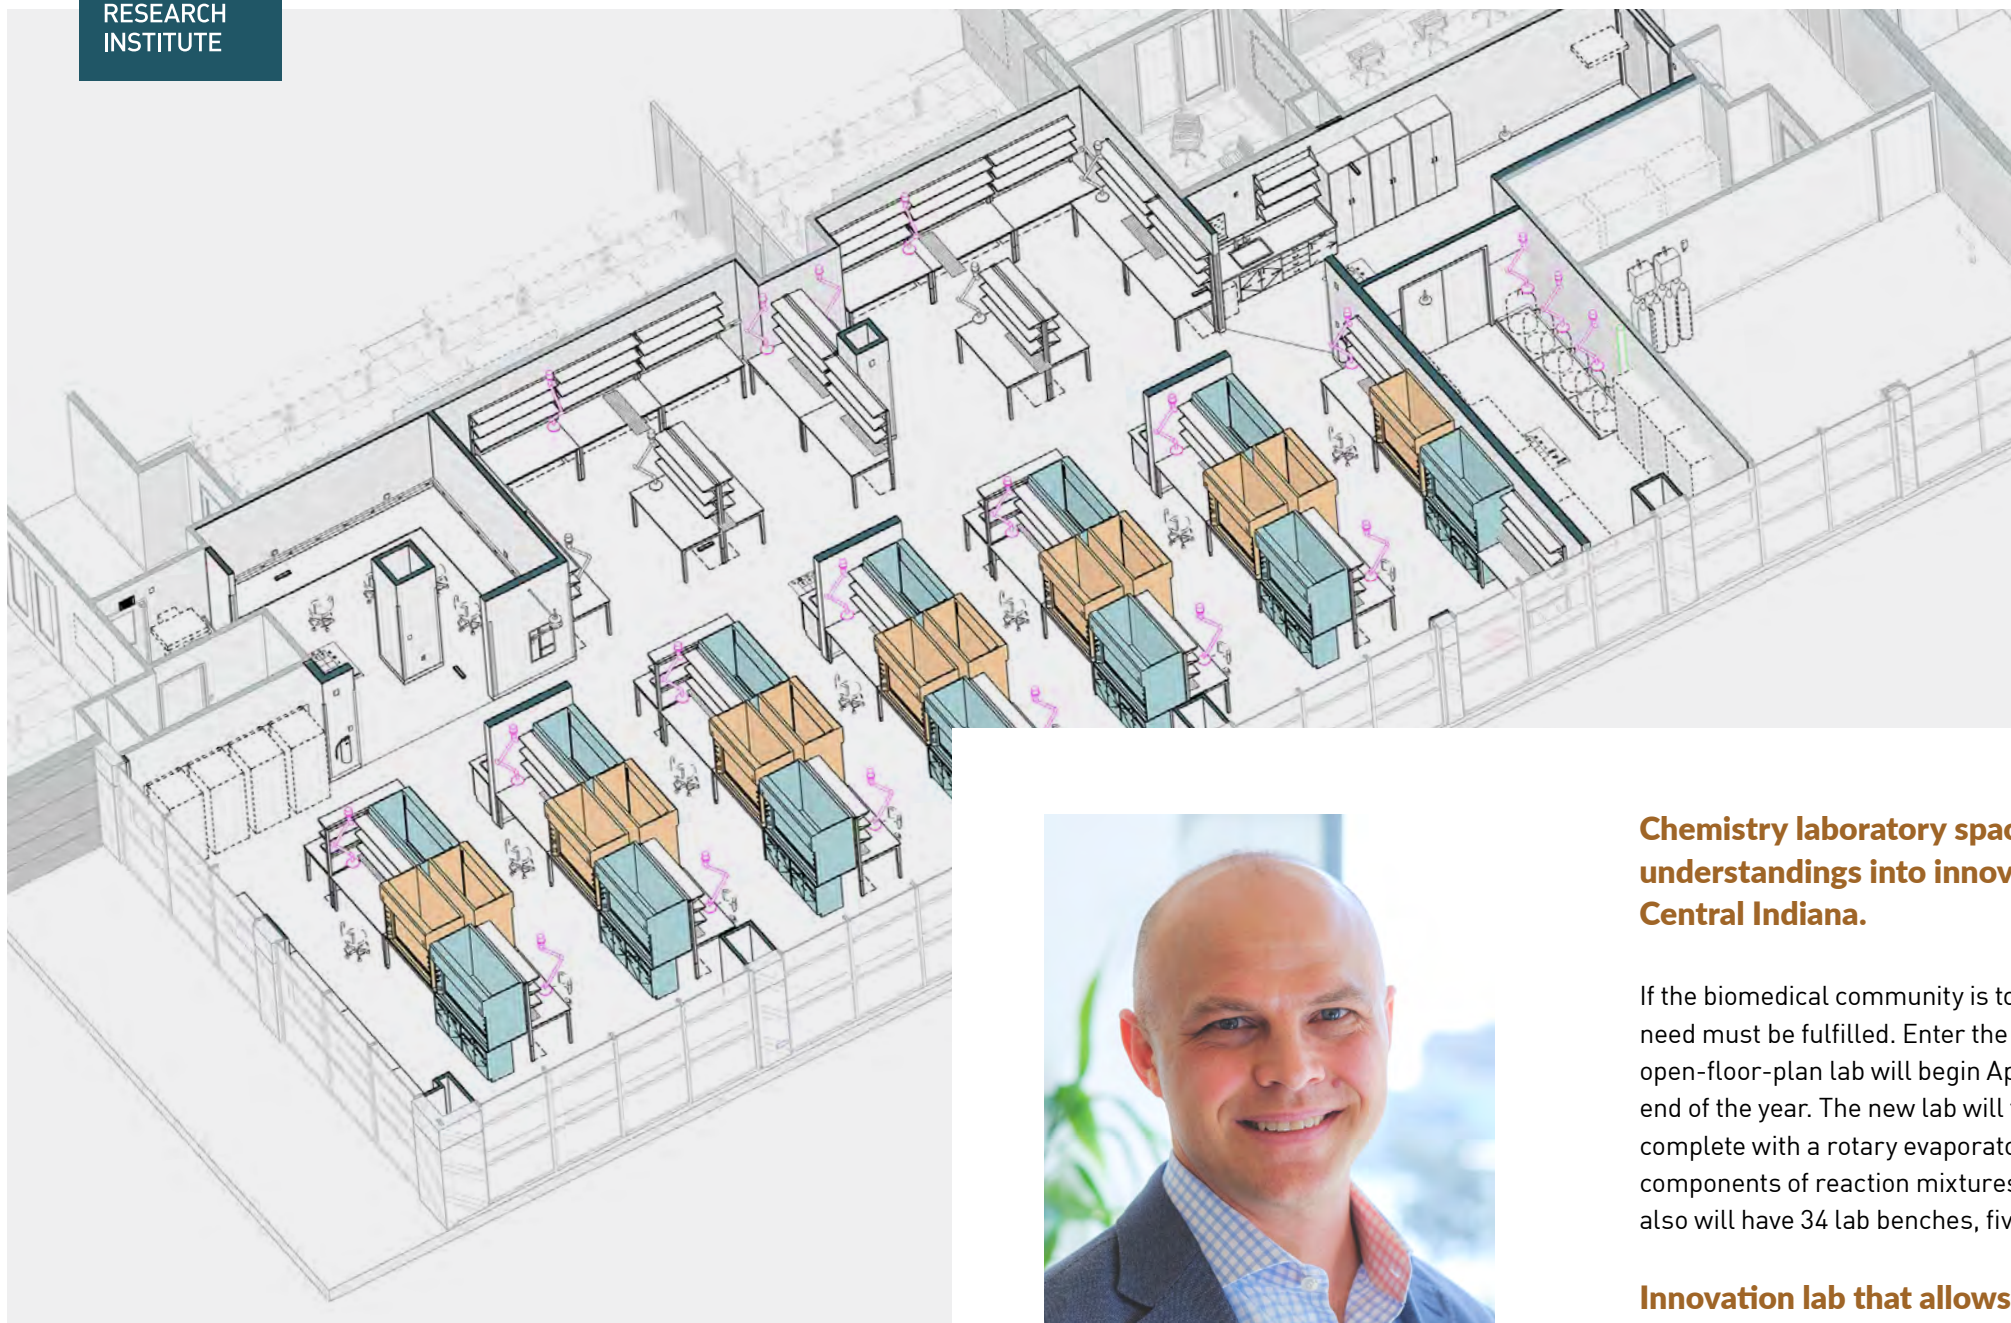 RESEARCH
INSTITUTE
Chemistry laboratory spac
understandings into innov
Central Indiana.
If the biomedical community is to
need must be fulfilled. Enter the
open-floor-plan lab will begin Ap
end of the year. The new lab will
complete with a rotary evaporato
components of reaction mixtures
also will have 34 lab benches, fiv
Innovation lab that allows